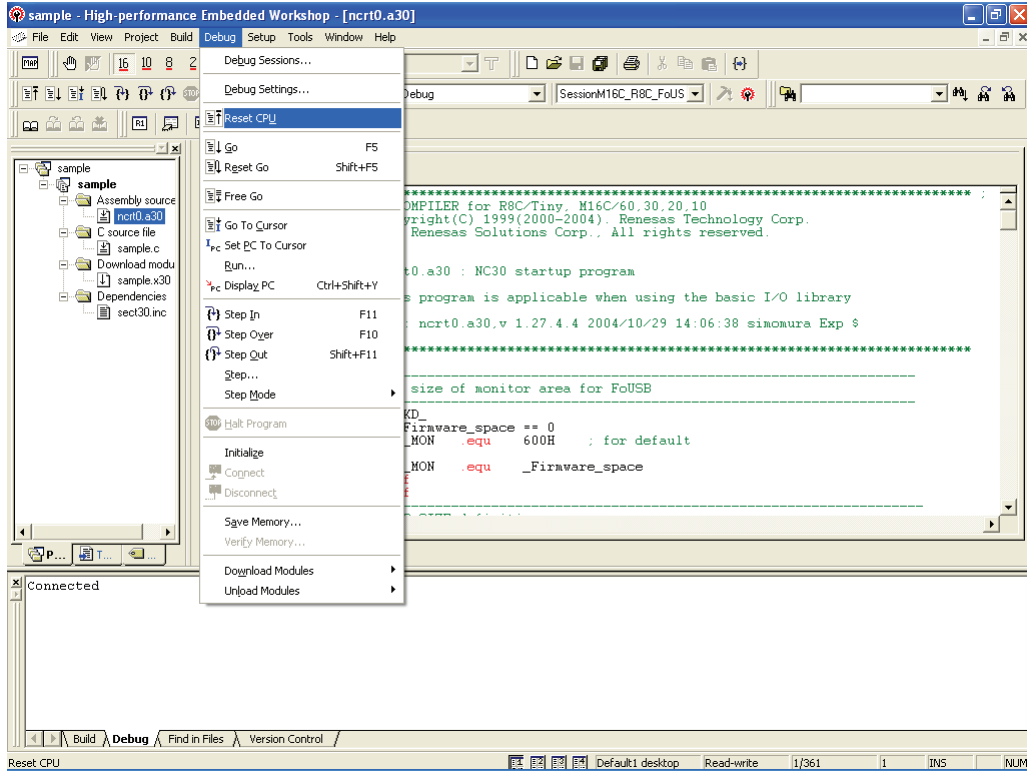 sample - High-performance Embedded Workshop - [ncrt0.a30]
File Edit View Project Build Debug Setup Tools Window Help
MAP 16 10 8 2
Debug Sessions...
Debug Settings...
Debug SessionM16C_R8C_FoUS
R1
Reset CPU
Go F5
Reset Go Shift+F5
Free Go
Go To Cursor
Set PC To Cursor
Run...
Display PC Ctrl+Shift+Y
Step In F11
Step Over F10
Step Out Shift+F11
Step...
Step Mode
STOP Halt Program
Initialize
Connect
Disconnect
Save Memory...
Verify Memory...
Download Modules
Unload Modules
sample
sample
Assembly source
ncrt0.a30
C source file
sample.c
Download modu
sample.x30
Dependencies
sect30.inc
P... T... ...
*************************************************************** ;
OMPILER for R8C/Tiny, M16C/60,30,20,10
yright(C) 1999(2000-2004). Renesas Technology Corp.
Renesas Solutions Corp., All rights reserved.
t0.a30 : NC30 startup program
s program is applicable when using the basic I/O library
: ncrt0.a30,v 1.27.4.4 2004/10/29 14:06:38 simomura Exp $
***************************************************************
size of monitor area for FoUSB
KD_
Firmware_space == 0
_MON .equ 600H ; for default
_MON .equ _Firmware_space
f
f
Connected
Build Debug Find in Files Version Control
Reset CPU Default1 desktop Read-write 1/361 1 INS NUM